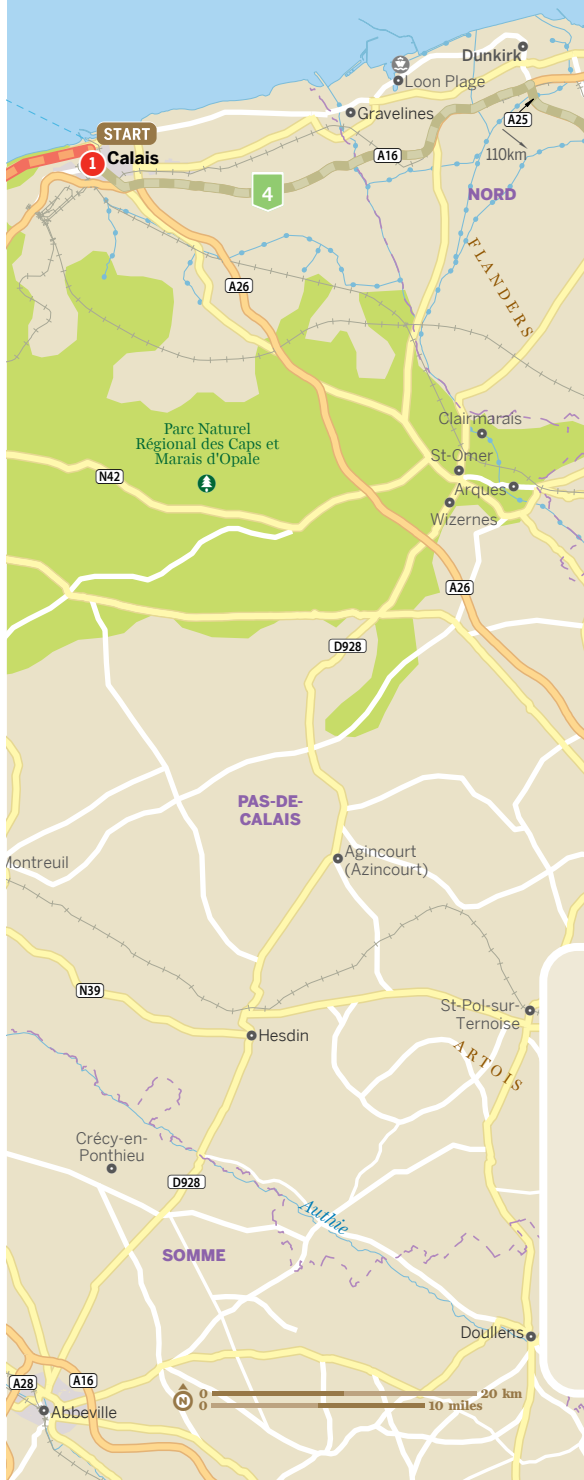 Dunkirk
Loon Plage
Gravelines
A25
START
1
Calais
A16
110km
4
NORD
FLANDERS
A26
Clairmarais
Parc Naturel
Régional des Caps et
Marais d'Opale
St-Omer
N42
Arques
Wizernes
A26
D928
PAS-DE-
CALAIS
Agincourt
(Azincourt)
Montreuil
N39
St-Pol-sur-
Ternoise
Hesdin
ARTOIS
Crécy-en-
Ponthieu
D928
Authie
SOMME
Doullens
A28
A16
N
0 20 km
0 10 miles
Abbeville